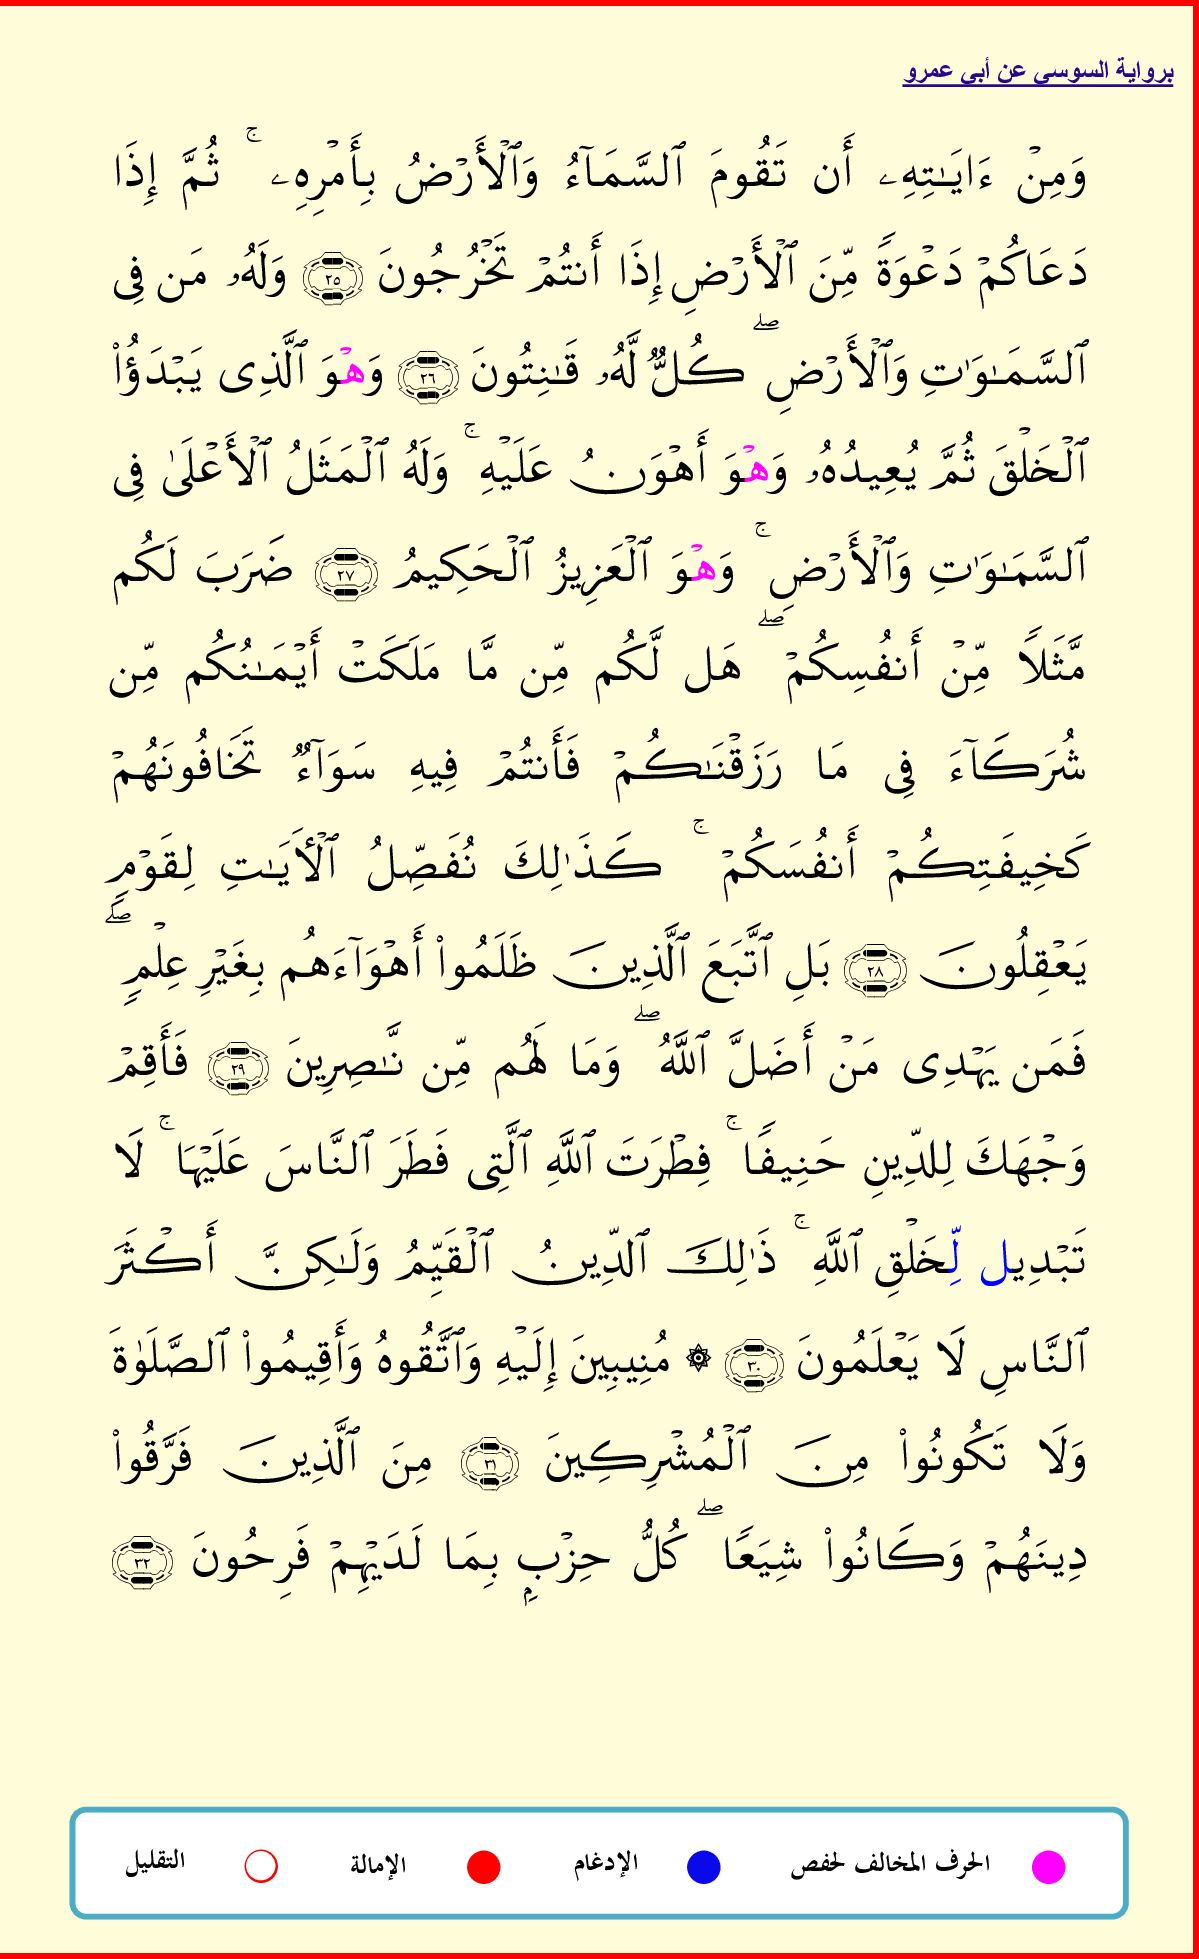 برواية السوسي عن أبي عمرو
وَمِنْ ءَايَـٰتِهِۦ أَن تَقُومَ ٱلسَّمَآءُ وَٱلْأَرْضُ بِأَمْرِهِۦ ۚ ثُمَّ إِذَا
دَعَاكُمْ دَعْوَةً مِّنَ ٱلْأَرْضِ إِذَا أَنتُمْ تَخْرُجُونَ ٢٥ وَلَهُۥ مَن فِى
ٱلسَّمَـٰوَٰتِ وَٱلْأَرْضِ ۖ كُلٌّ لَّهُۥ قَـٰنِتُونَ ٢٦ وَهْوَ ٱلَّذِى يَبْدَؤُاْ
ٱلْخَلْقَ ثُمَّ يُعِيدُهُۥ وَهْوَ أَهْوَنُ عَلَيْهِ ۚ وَلَهُ ٱلْمَثَلُ ٱلْأَعْلَىٰ فِى
ٱلسَّمَـٰوَٰتِ وَٱلْأَرْضِ ۚ وَهْوَ ٱلْعَزِيزُ ٱلْحَكِيمُ ٢٧ ضَرَبَ لَكُم
مَّثَلًا مِّنْ أَنفُسِكُمْ ۖ هَل لَّكُم مِّن مَّا مَلَكَتْ أَيْمَـٰنُكُم مِّن
شُرَكَآءَ فِى مَا رَزَقْنَـٰكُمْ فَأَنتُمْ فِيهِ سَوَآءٌ تَخَافُونَهُمْ
كَخِيفَتِكُمْ أَنفُسَكُمْ ۚ كَذَٰلِكَ نُفَصِّلُ ٱلْأَيَـٰتِ لِقَوْمٍ
يَعْقِلُونَ ٢٨ بَلِ ٱتَّبَعَ ٱلَّذِينَ ظَلَمُواْ أَهْوَآءَهُم بِغَيْرِ عِلْمٍ ۖ
فَمَن يَهْدِى مَنْ أَضَلَّ ٱللَّهُ ۖ وَمَا لَهُم مِّن نَّـٰصِرِينَ ٢٩ فَأَقِمْ
وَجْهَكَ لِلدِّينِ حَنِيفًا ۚ فِطْرَتَ ٱللَّهِ ٱلَّتِى فَطَرَ ٱلنَّاسَ عَلَيْهَا ۚ لَا
تَبْدِيل لِّخَلْقِ ٱللَّهِ ۚ ذَٰلِكَ ٱلدِّينُ ٱلْقَيِّمُ وَلَـٰكِنَّ أَكْثَرَ
ٱلنَّاسِ لَا يَعْلَمُونَ ٣٠ ۞ مُنِيبِينَ إِلَيْهِ وَٱتَّقُوهُ وَأَقِيمُواْ ٱلصَّلَوٰةَ
وَلَا تَكُونُواْ مِنَ ٱلْمُشْرِكِينَ ٣١ مِنَ ٱلَّذِينَ فَرَّقُواْ
دِينَهُمْ وَكَانُواْ شِيَعًا ۖ كُلُّ حِزْبٍۭ بِمَا لَدَيْهِمْ فَرِحُونَ ٣٢
الحرف المخالف لحفص الإدغام الإمالة التقليل